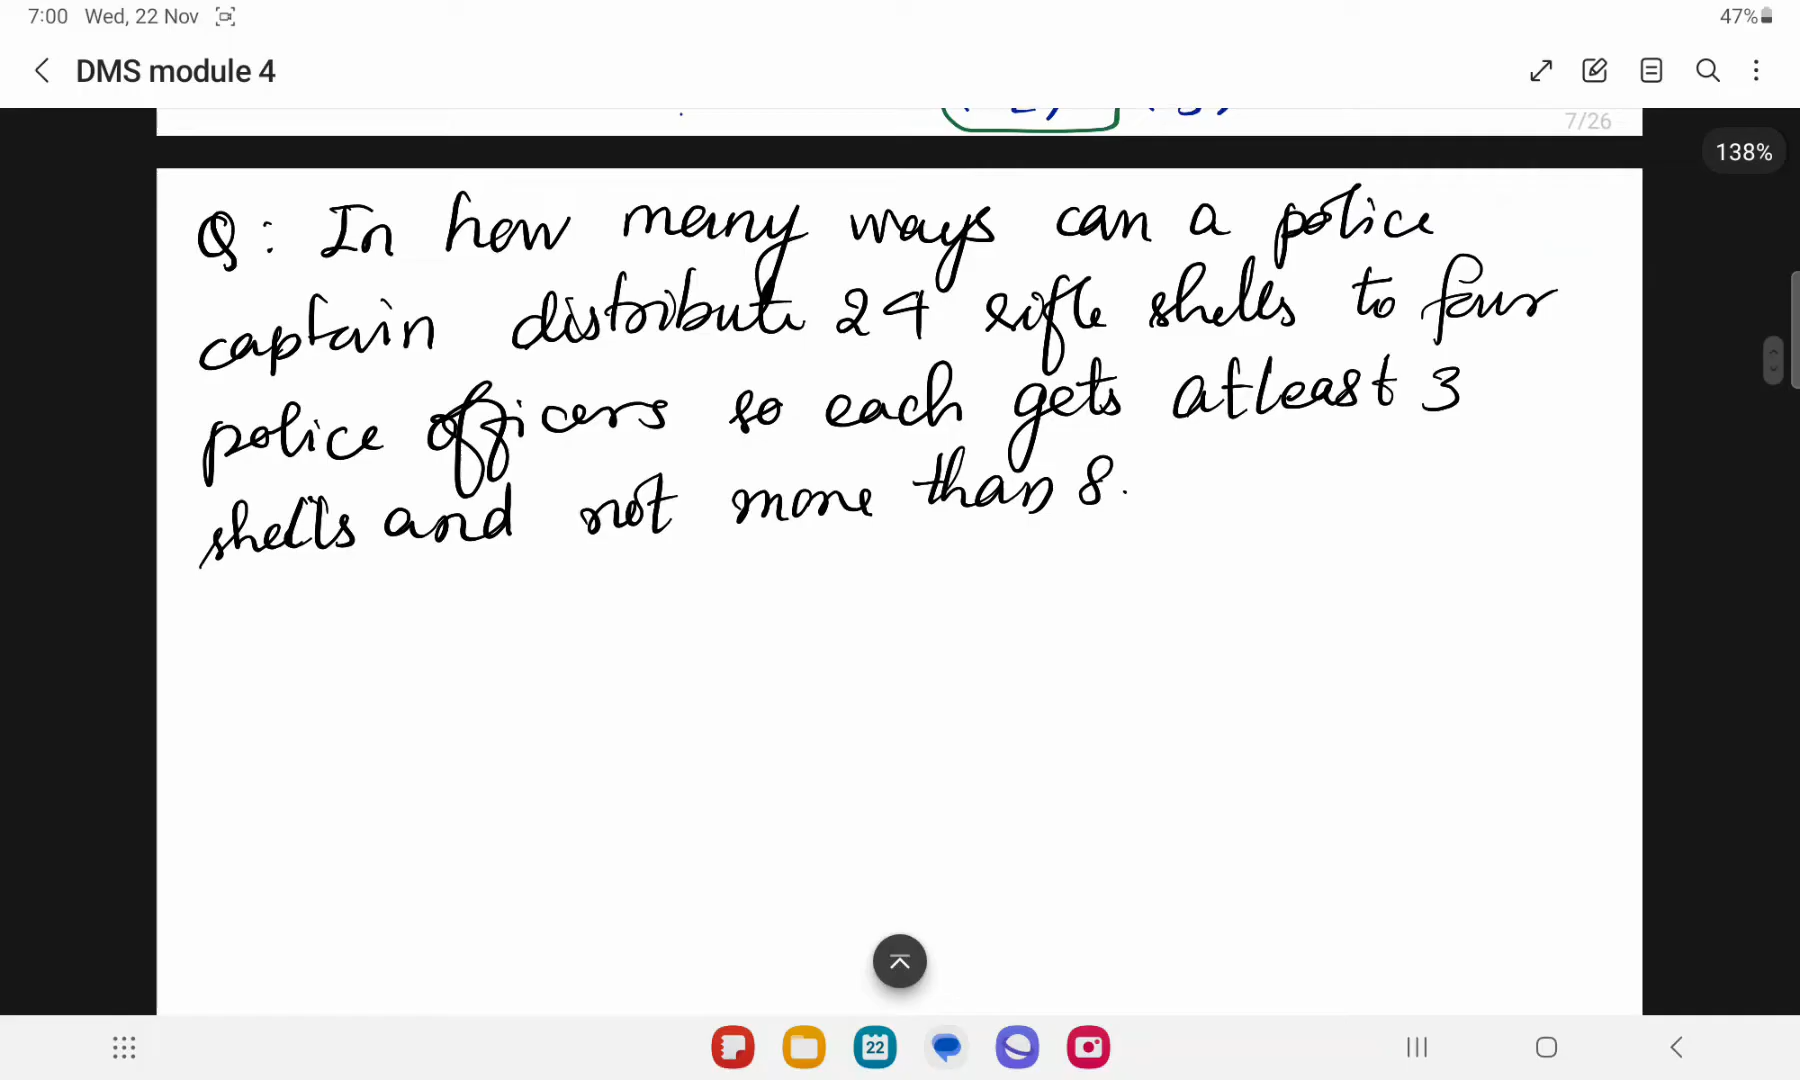 7:00 Wed, 22 Nov 47%
DMS module 4
7/26
138%
Q: In how many ways can a police
captain distribute 24 rifle shells to four
police officers so each gets atleast 3
shells and not more than 8.
22